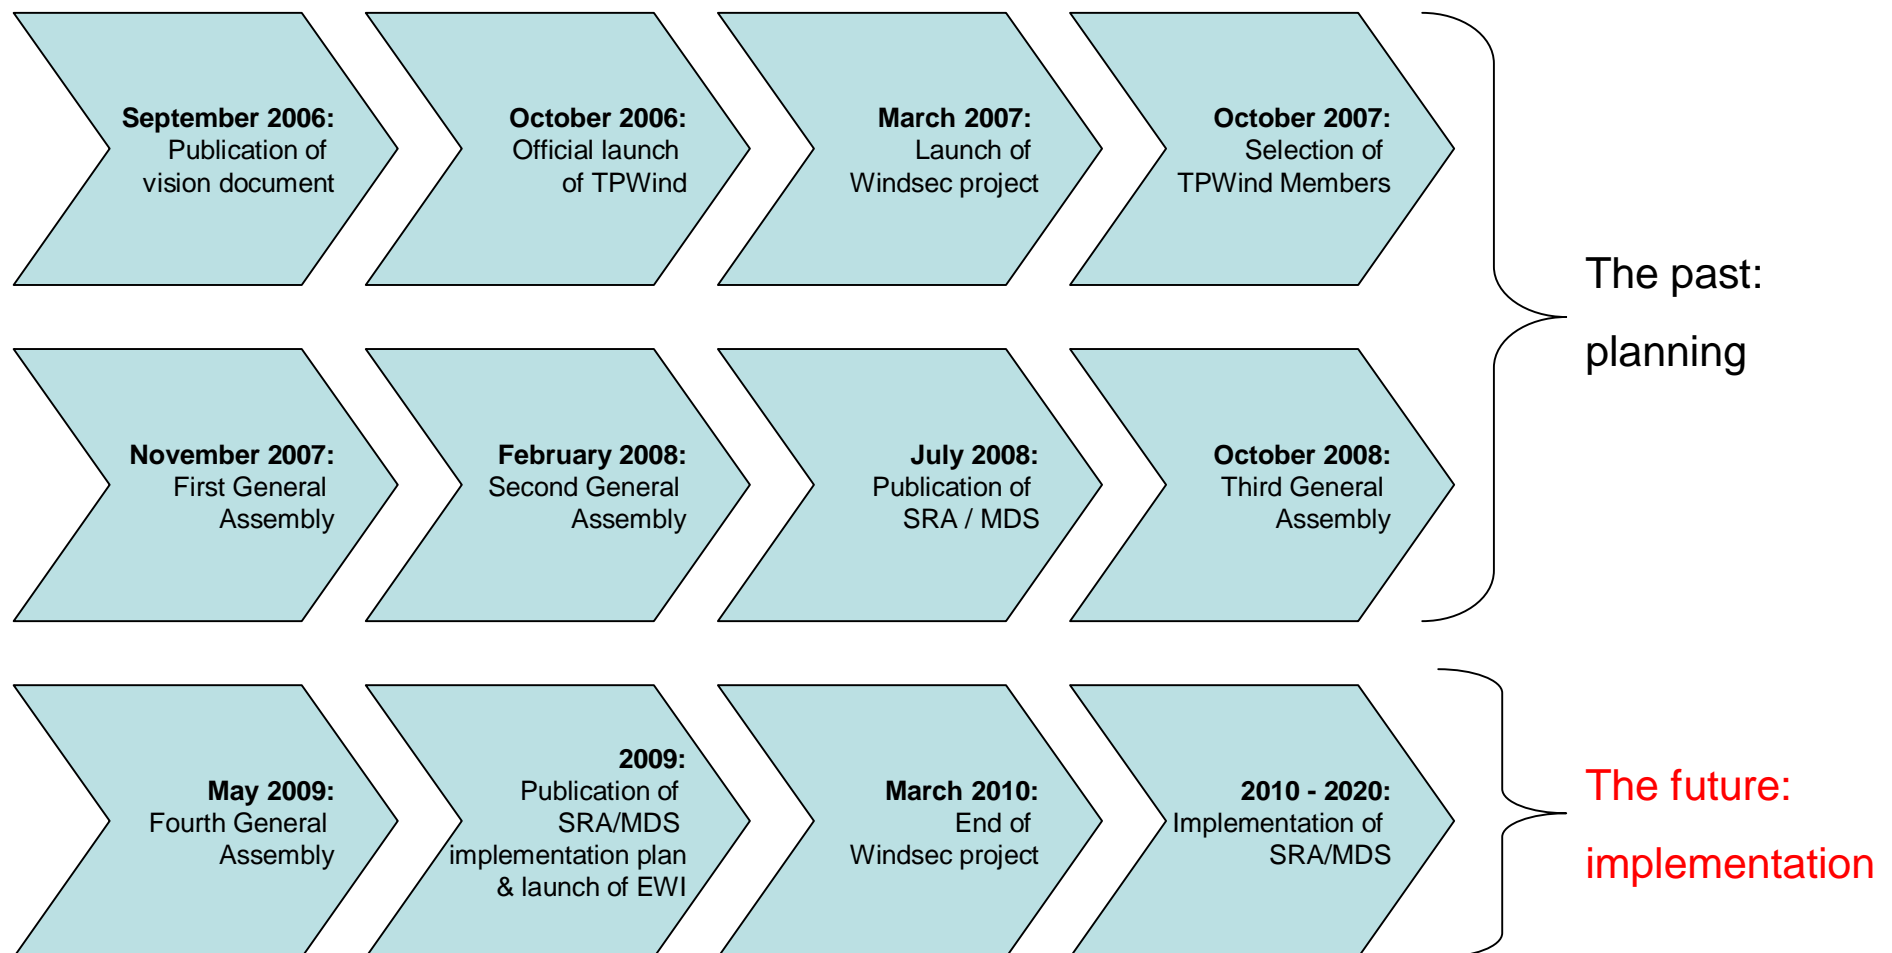 September 2006:
Publication of
vision document
October 2006:
Official launch
of TPWind
March 2007:
Launch of
Windsec project
October 2007:
Selection of
TPWind Members
The past:
planning
November 2007:
First General
Assembly
February 2008:
Second General
Assembly
July 2008:
Publication of
SRA / MDS
October 2008:
Third General
Assembly
May 2009:
Fourth General
Assembly
2009:
Publication of
SRA/MDS
implementation plan
& launch of EWI
March 2010:
End of
Windsec project
2010 - 2020:
Implementation of
SRA/MDS
The future:
implementation